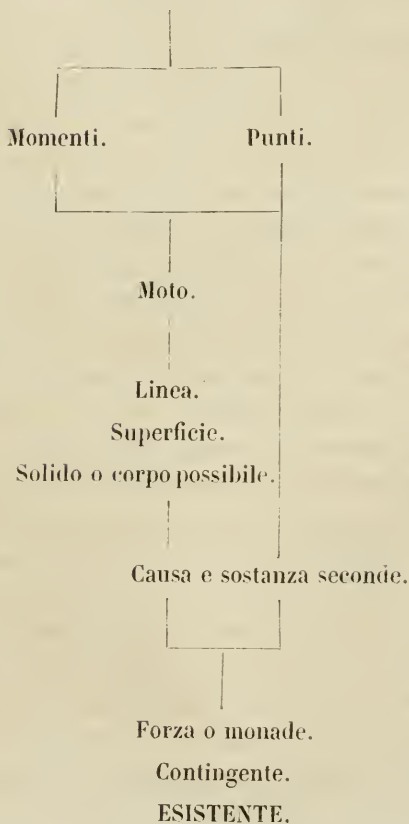 Momenti. Punti.
Moto.
Linea.
Superficie.
Solido o corpo possibile.
Causa e sostanza seconde.
Forza o monade.
Contingente.
ESISTENTE.